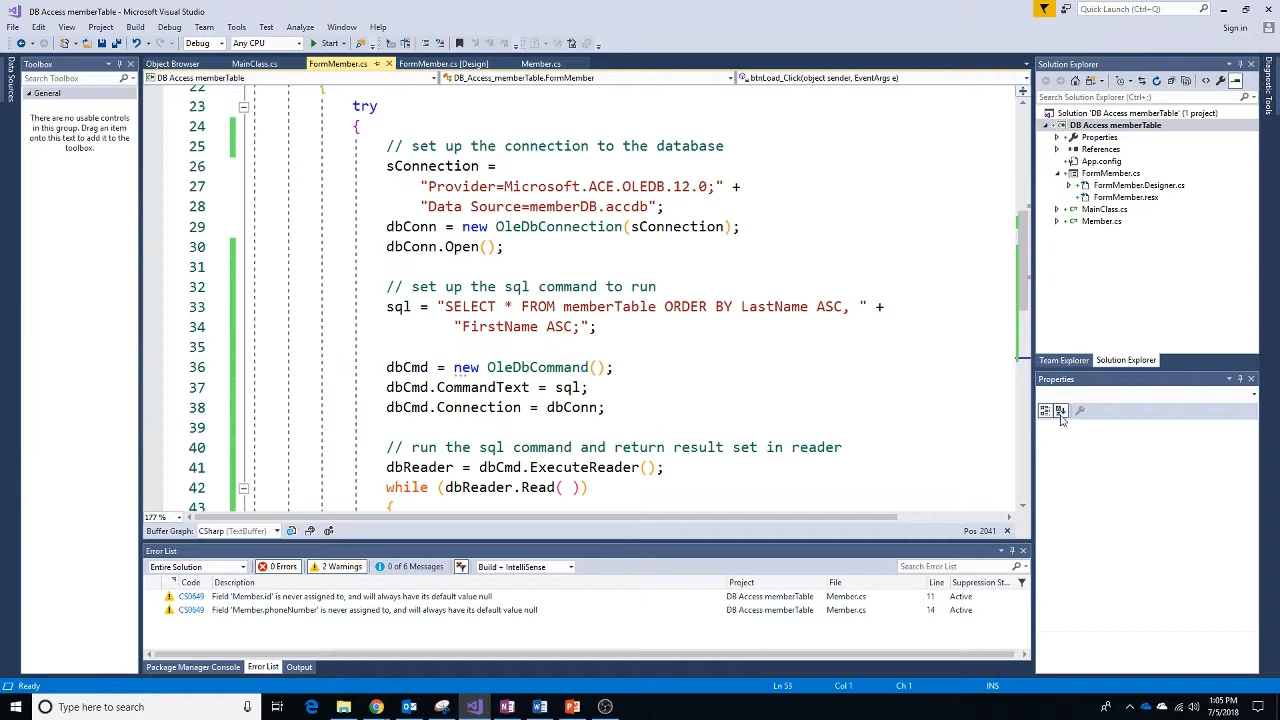 DB Access memberTable - Microsoft Visual Studio
Quick Launch (Ctrl+Q)
File Edit View Project Build Debug Team Tools Test Analyze Window Help
Sign in
Debug Any CPU Start
Data Sources
Toolbox
Search Toolbox
General
There are no usable controls
in this group. Drag an item
onto this text to add it to the
toolbox.
Object Browser MainClass.cs FormMember.cs FormMember.cs [Design] Member.cs
DB Access memberTable DB_Access_memberTable.FormMember btnLoad_Click(object sender, EventArgs e)
22 {
23 try
24 {
25 // set up the connection to the database
26 sConnection =
27 "Provider=Microsoft.ACE.OLEDB.12.0;" +
28 "Data Source=memberDB.accdb";
29 dbConn = new OleDbConnection(sConnection);
30 dbConn.Open();
31
32 // set up the sql command to run
33 sql = "SELECT * FROM memberTable ORDER BY LastName ASC, " +
34 "FirstName ASC;";
35
36 dbCmd = new OleDbCommand();
37 dbCmd.CommandText = sql;
38 dbCmd.Connection = dbConn;
39
40 // run the sql command and return result set in reader
41 dbReader = dbCmd.ExecuteReader();
42 while (dbReader.Read( ))
43 {
177 %
Buffer Graph: CSharp (TextBuffer) Pos 2041
Error List
Entire Solution 0 Errors 2 Warnings 0 of 6 Messages Build + IntelliSense Search Error List
Code Description Project File Line Suppression St...
CS0649 Field 'Member.id' is never assigned to, and will always have its default value null DB Access memberTable Member.cs 11 Active
CS0649 Field 'Member.phoneNumber' is never assigned to, and will always have its default value null DB Access memberTable Member.cs 14 Active
Package Manager Console Error List Output
Solution Explorer
Search Solution Explorer (Ctrl+;)
Solution 'DB Access memberTable' (1 project)
DB Access memberTable
Properties
References
App.config
FormMember.cs
FormMember.Designer.cs
FormMember.resx
MainClass.cs
Member.cs
Team Explorer Solution Explorer
Properties
Diagnostic Tools
Ready Ln 53 Col 1 Ch 1 INS
Type here to search
1:05 PM
7/5/2018